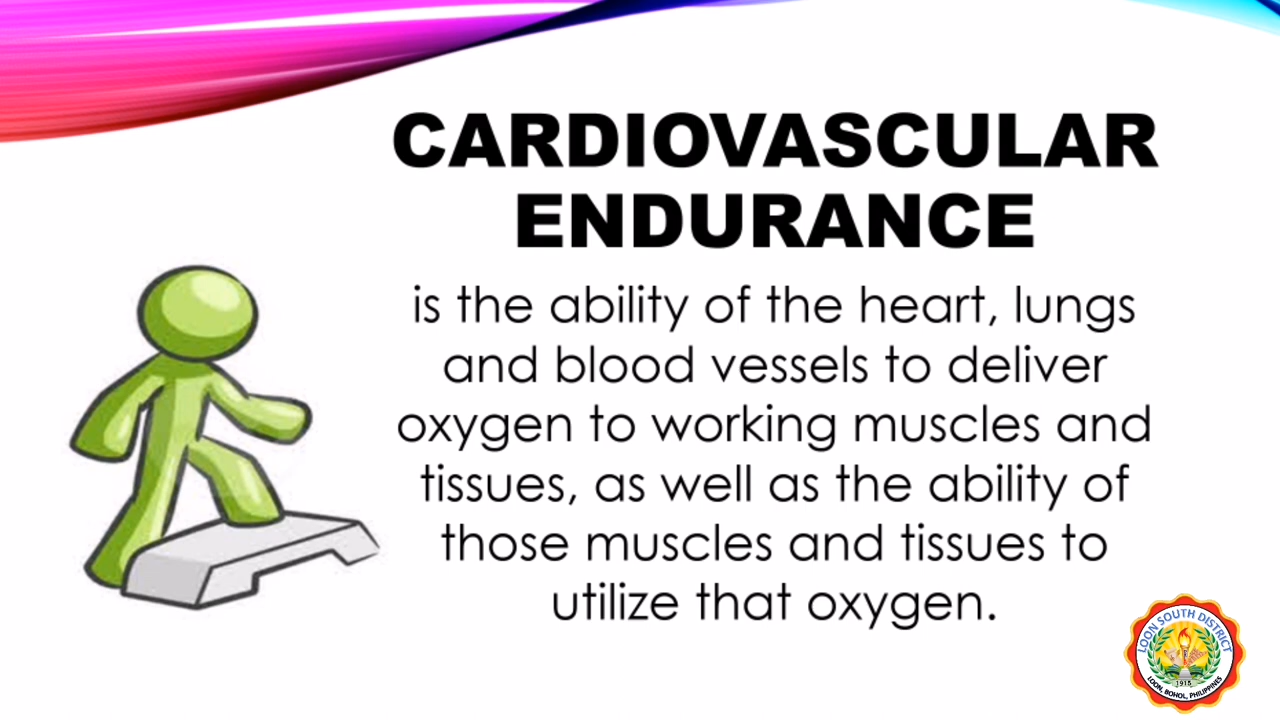 CARDIOVASCULAR
ENDURANCE
is the ability of the heart, lungs
and blood vessels to deliver
oxygen to working muscles and
tissues, as well as the ability of
those muscles and tissues to
utilize that oxygen.
LOON SOUTH DISTRICT
1915
LOON, BOHOL, PHILIPPINES